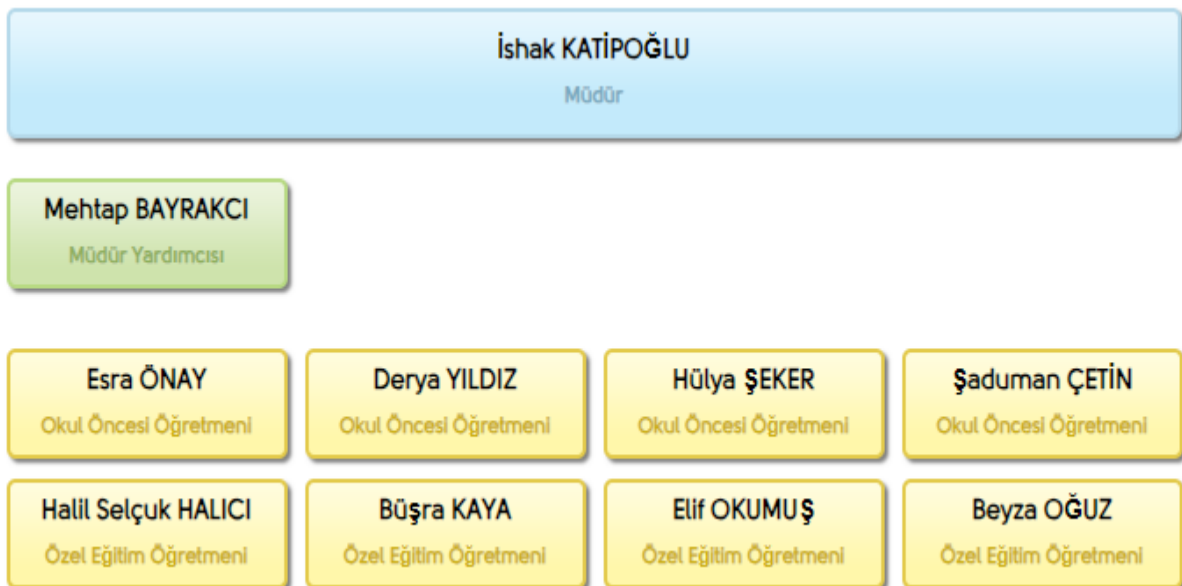 İshak KATİPOĞLU
Müdür
Mehtap BAYRAKCI
Müdür Yardımcısı
Esra ÖNAY
Okul Öncesi Öğretmeni
Derya YILDIZ
Okul Öncesi Öğretmeni
Hülya ŞEKER
Okul Öncesi Öğretmeni
Şaduman ÇETİN
Okul Öncesi Öğretmeni
Halil Selçuk HALICI
Özel Eğitim Öğretmeni
Büşra KAYA
Özel Eğitim Öğretmeni
Elif OKUMUŞ
Özel Eğitim Öğretmeni
Beyza OĞUZ
Özel Eğitim Öğretmeni